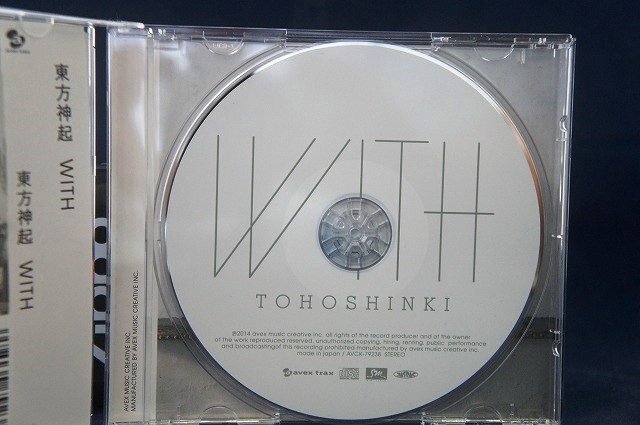 avex trax
東方神起 WITH
東方神起 WITH
AVEX MUSIC CREATIVE INC.
MANUFACTURED BY AVEX MUSIC CREATIVE INC.
WITH
TOHOSHINKI
℗2014 avex music creative inc. all rights of the record producer and of the owner
of the work reproduced reserved. unauthorized copying, hiring, renting, public performance
and broadcastingof this recording prohibited manufactured by avex music creative inc.
made in japan / AVCK-79238 STEREO
avex trax